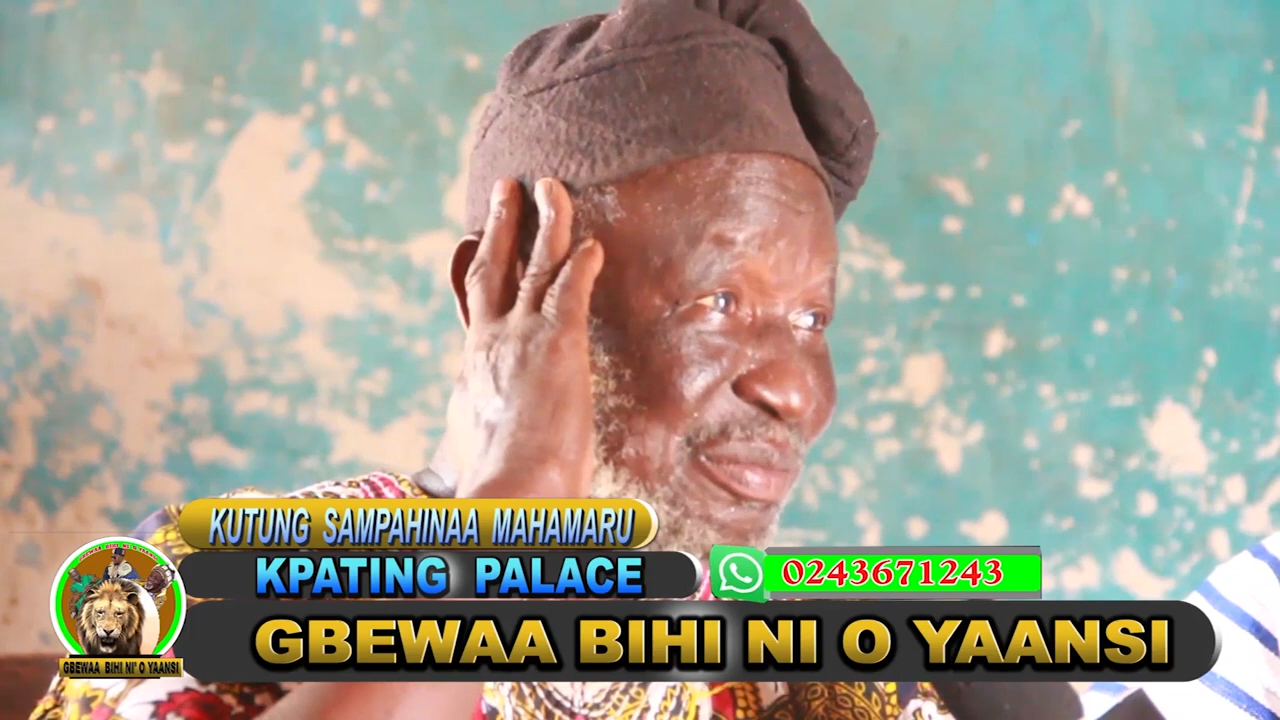 KUTUNG SAMPAHINAA MAHAMARU
KPATING PALACE
0243671243
GBEWAA BIHI NI O YAANSI
GBEWAA BIHI NI' O YAANSI